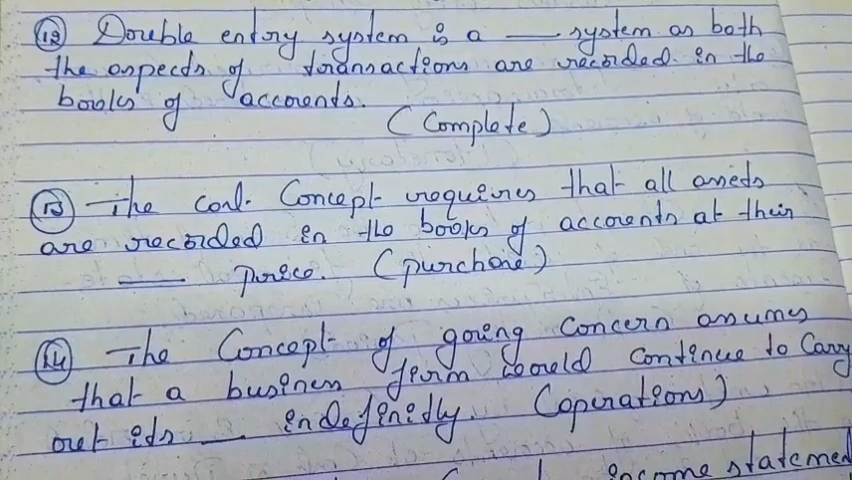 (12) Double entry system is a ___ system as both
the aspects of transactions are recorded in the
books of accounts.
(Complete)
(13) The cost Concept requires that all assets
are recorded in the books of accounts at their
___ price. (purchase)
(14) The Concept of going Concern assumes
that a business firm would continue to Carry
out its ___ indefinitely. (operations)
income statemen